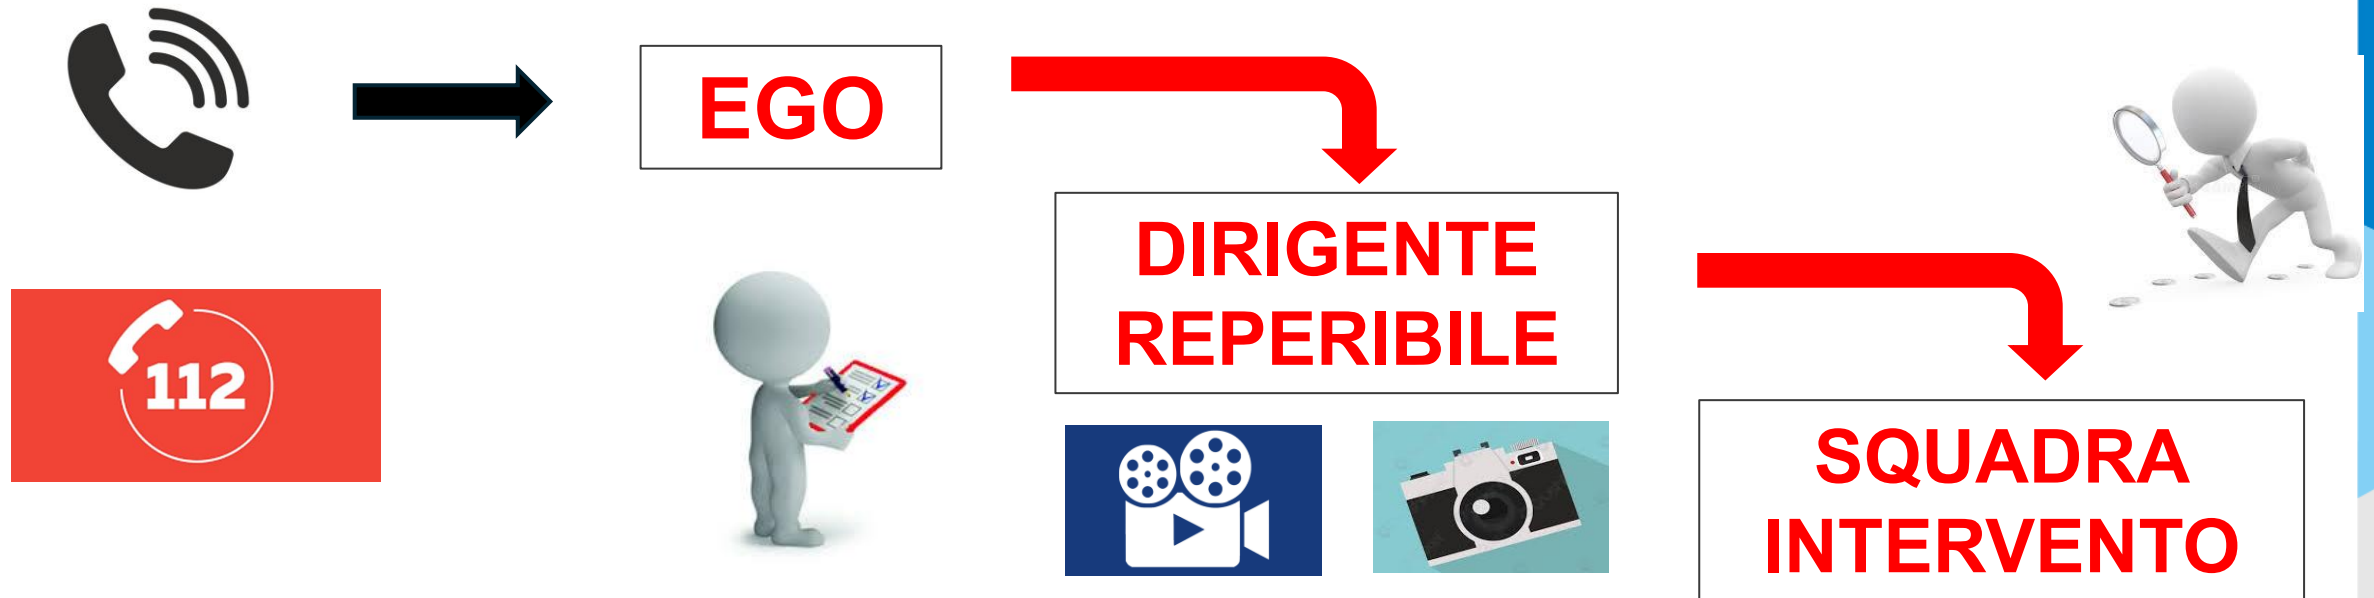 EGO
DIRIGENTE
REPERIBILE
112
SQUADRA
INTERVENTO